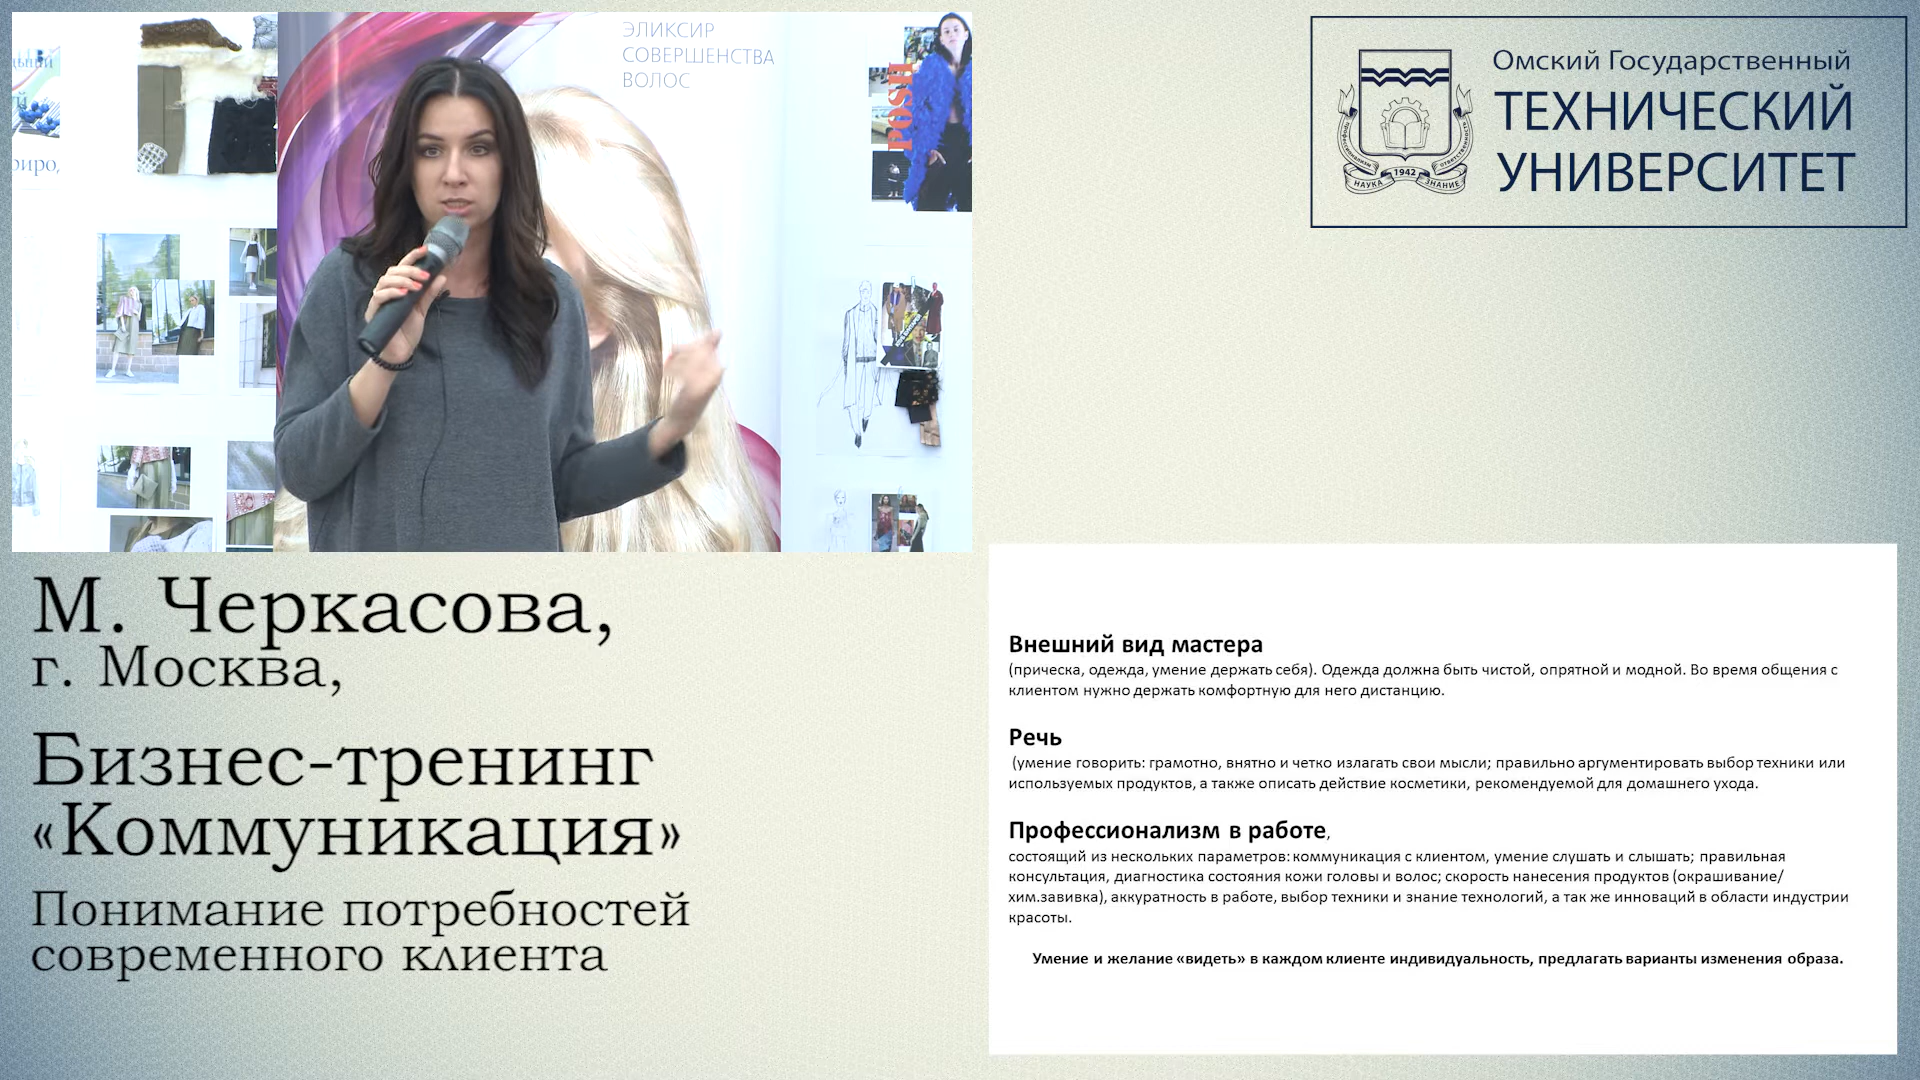 ЭЛИКСИР
СОВЕРШЕНСТВА
ВОЛОС
POSH
Омский Государственный
ТЕХНИЧЕСКИЙ
УНИВЕРСИТЕТ
профессионализм
ответственность
НАУКА 1942 ЗНАНИЕ
М. Черкасова,
г. Москва,
Бизнес-тренинг
«Коммуникация»
Понимание потребностей
современного клиента
Внешний вид мастера
(прическа, одежда, умение держать себя). Одежда должна быть чистой, опрятной и модной. Во время общения с
клиентом нужно держать комфортную для него дистанцию.
Речь
(умение говорить: грамотно, внятно и четко излагать свои мысли; правильно аргументировать выбор техники или
используемых продуктов, а также описать действие косметики, рекомендуемой для домашнего ухода.
Профессионализм в работе,
состоящий из нескольких параметров: коммуникация с клиентом, умение слушать и слышать; правильная
консультация, диагностика состояния кожи головы и волос; скорость нанесения продуктов (окрашивание/
хим.завивка), аккуратность в работе, выбор техники и знание технологий, а так же инноваций в области индустрии
красоты.
Умение и желание «видеть» в каждом клиенте индивидуальность, предлагать варианты изменения образа.